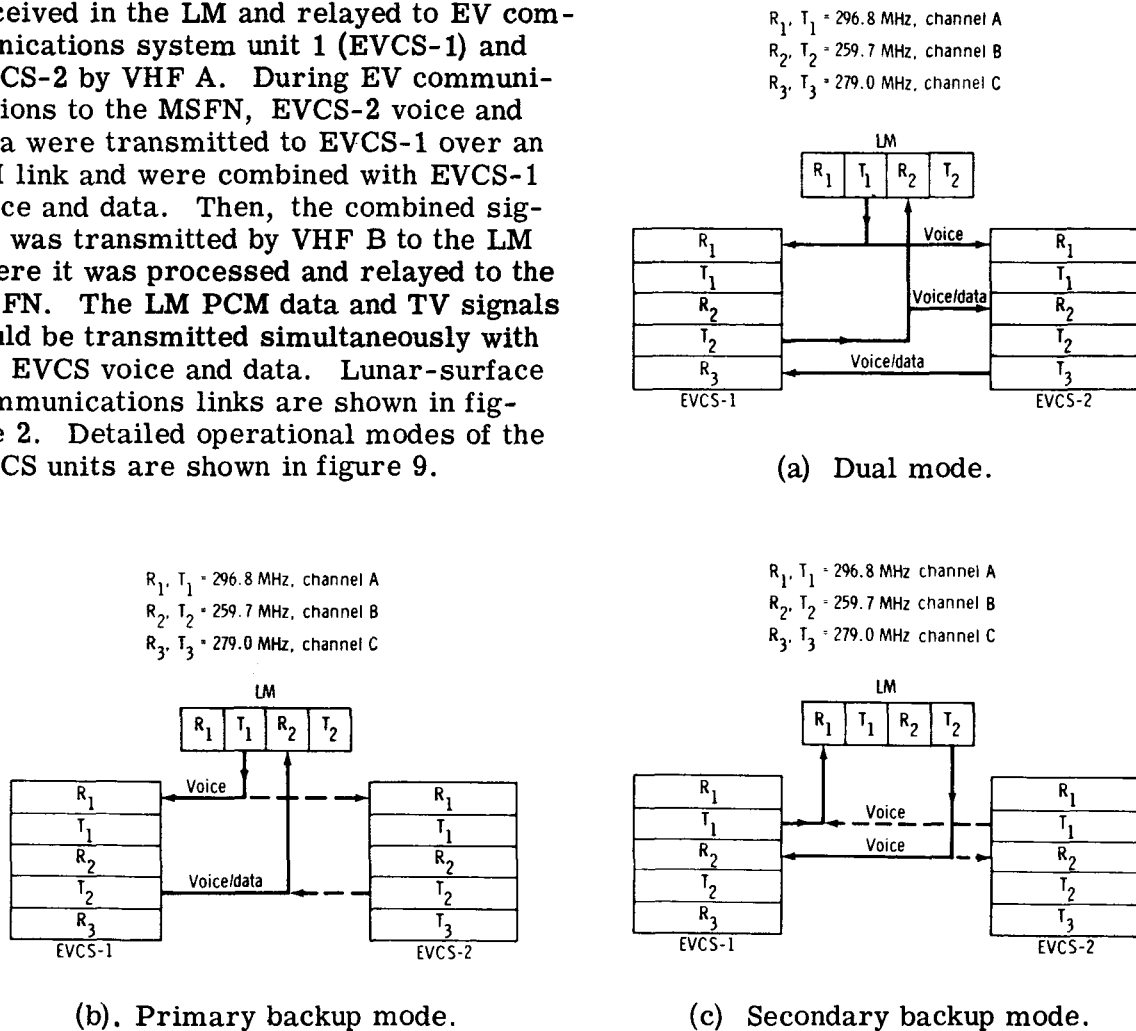 ceived in the LM and relayed to EV com-
nications system unit 1 (EVCS-1) and
CS-2 by VHF A. During EV communi-
ions to the MSFN, EVCS-2 voice and
a were transmitted to EVCS-1 over an
I link and were combined with EVCS-1
ce and data. Then, the combined sig-
was transmitted by VHF B to the LM
ere it was processed and relayed to the
FN. The LM PCM data and TV signals
uld be transmitted simultaneously with
EVCS voice and data. Lunar-surface
mmunications links are shown in fig-
e 2. Detailed operational modes of the
CS units are shown in figure 9.
R1, T1 = 296.8 MHz, channel A
R2, T2 = 259.7 MHz, channel B
R3, T3 = 279.0 MHz, channel C
LM
R1 T1 R2 T2
Voice
R1 R1
T1 T1
Voice/data
R2 R2
T2 T2
Voice/data
R3 T3
EVCS-1 EVCS-2
(a) Dual mode.
R1, T1 = 296.8 MHz, channel A
R2, T2 = 259.7 MHz, channel B
R3, T3 = 279.0 MHz, channel C
LM
R1 T1 R2 T2
Voice
R1 R1
T1 T1
R2 R2
Voice/data
T2 T2
R3 T3
EVCS-1 EVCS-2
(b). Primary backup mode.
R1, T1 = 296.8 MHz channel A
R2, T2 = 259.7 MHz channel B
R3, T3 = 279.0 MHz channel C
LM
R1 T1 R2 T2
R1 R1
Voice
T1 T1
Voice
R2 R2
T2 T2
R3 T3
EVCS-1 EVCS-2
(c) Secondary backup mode.